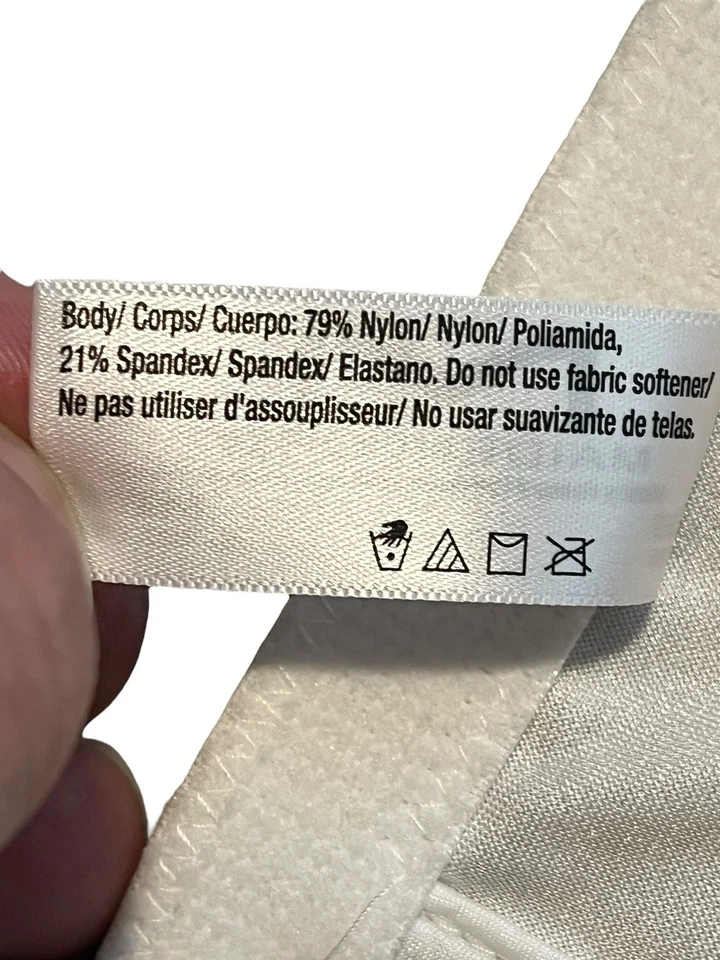 Body/ Corps/ Cuerpo: 79% Nylon/ Nylon/ Poliamida,
21% Spandex/ Spandex/ Elastano. Do not use fabric softener/
Ne pas utiliser d'assouplisseur/ No usar suavizante de telas.